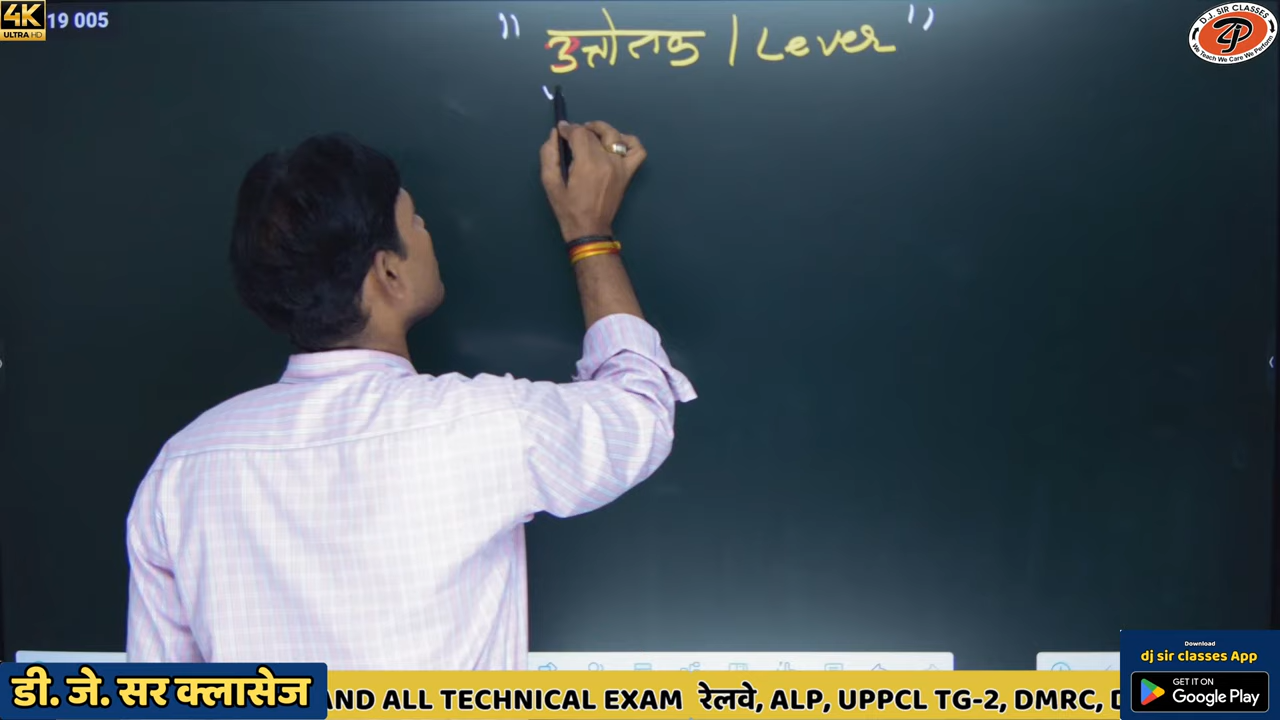 4K
ULTRA HD
19 005
" उत्तोलक / Lever "
D.J. SIR CLASSES
We Teach We Care We Perform
Download
dj sir classes App
GET IT ON
Google Play
डी. जे. सर क्लासेज
AND ALL TECHNICAL EXAM रेलवे, ALP, UPPCL TG-2, DMRC, D